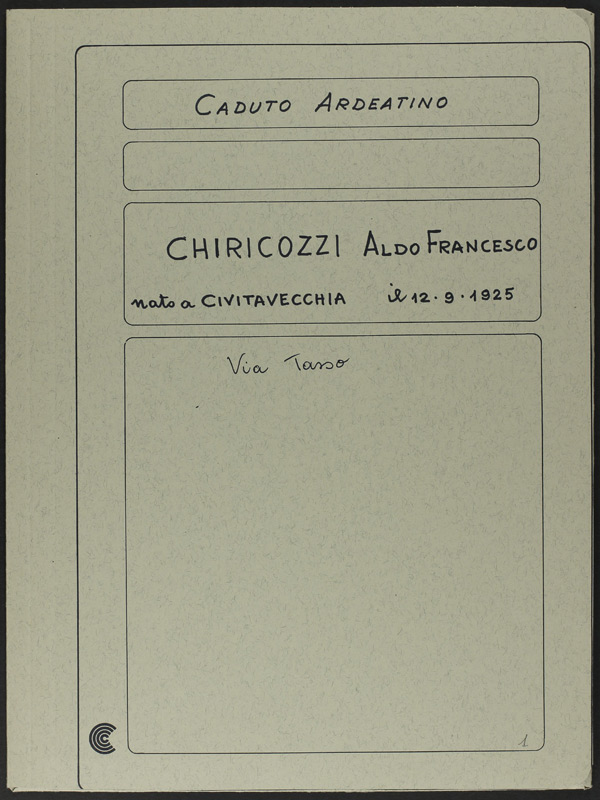 CADUTO ARDEATINO
CHIRICOZZI ALDO FRANCESCO
nato a CIVITAVECCHIA il 12.9.1925
Via Tasso
1